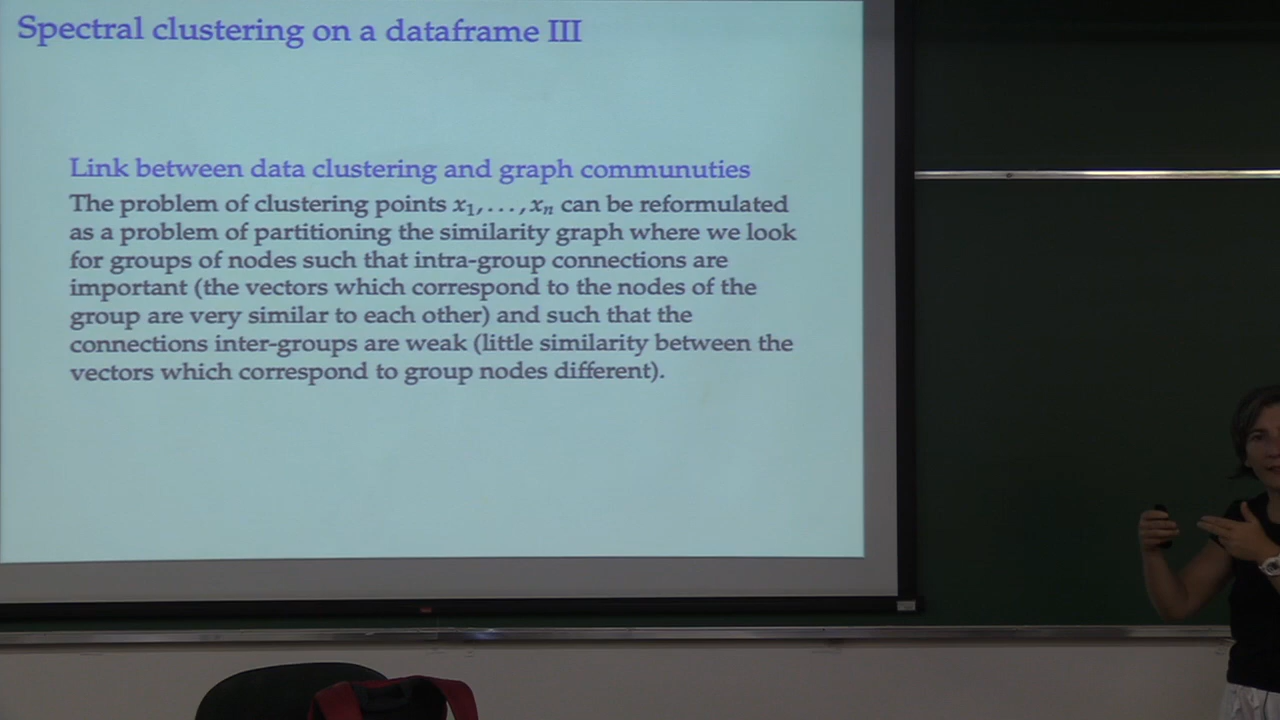 Spectral clustering on a dataframe III
Link between data clustering and graph communuties
The problem of clustering points x₁, . . . , xₙ can be reformulated
as a problem of partitioning the similarity graph where we look
for groups of nodes such that intra-group connections are
important (the vectors which correspond to the nodes of the
group are very similar to each other) and such that the
connections inter-groups are weak (little similarity between the
vectors which correspond to group nodes different).